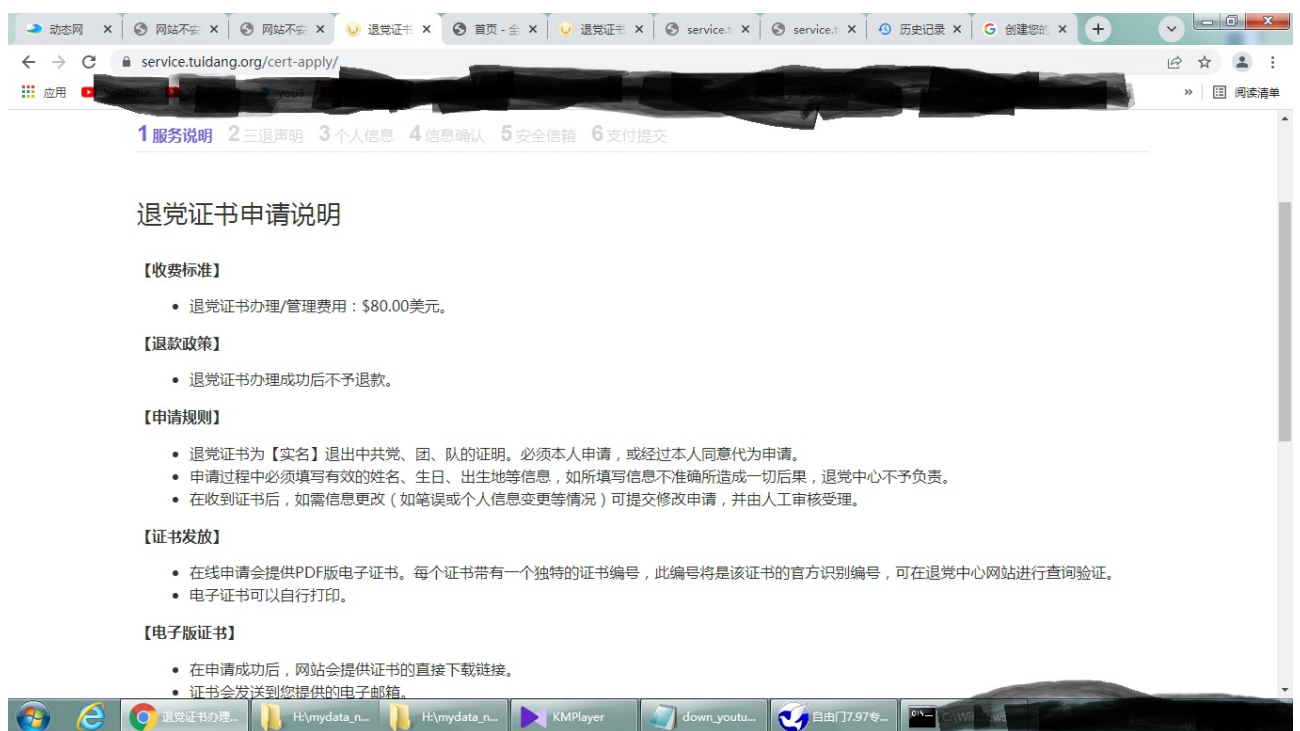 动态网
网站不安
网站不安
退党证书
首页 - 全
退党证书
service.t
service.t
历史记录
创建您的
service.tuidang.org/cert-apply/
应用
YouTube
you3
»
阅读清单
1 服务说明 2 三退声明 3 个人信息 4 信息确认 5 安全信箱 6 支付提交
退党证书申请说明
【收费标准】
• 退党证书办理/管理费用：$80.00美元。
【退款政策】
• 退党证书办理成功后不予退款。
【申请规则】
• 退党证书为【实名】退出中共党、团、队的证明。必须本人申请，或经过本人同意代为申请。
• 申请过程中必须填写有效的姓名、生日、出生地等信息，如所填写信息不准确所造成一切后果，退党中心不予负责。
• 在收到证书后，如需信息更改（如笔误或个人信息变更等情况）可提交修改申请，并由人工审核受理。
【证书发放】
• 在线申请会提供PDF版电子证书。每个证书带有一个独特的证书编号，此编号将是该证书的官方识别编号，可在退党中心网站进行查询验证。
• 电子证书可以自行打印。
【电子版证书】
• 在申请成功后，网站会提供证书的直接下载链接。
• 证书会发送到您提供的电子邮箱。
退党证书办理...
H:\mydata_n...
H:\mydata_n...
KMPlayer
down_youtu...
自由门7.97专...
C:\Windows